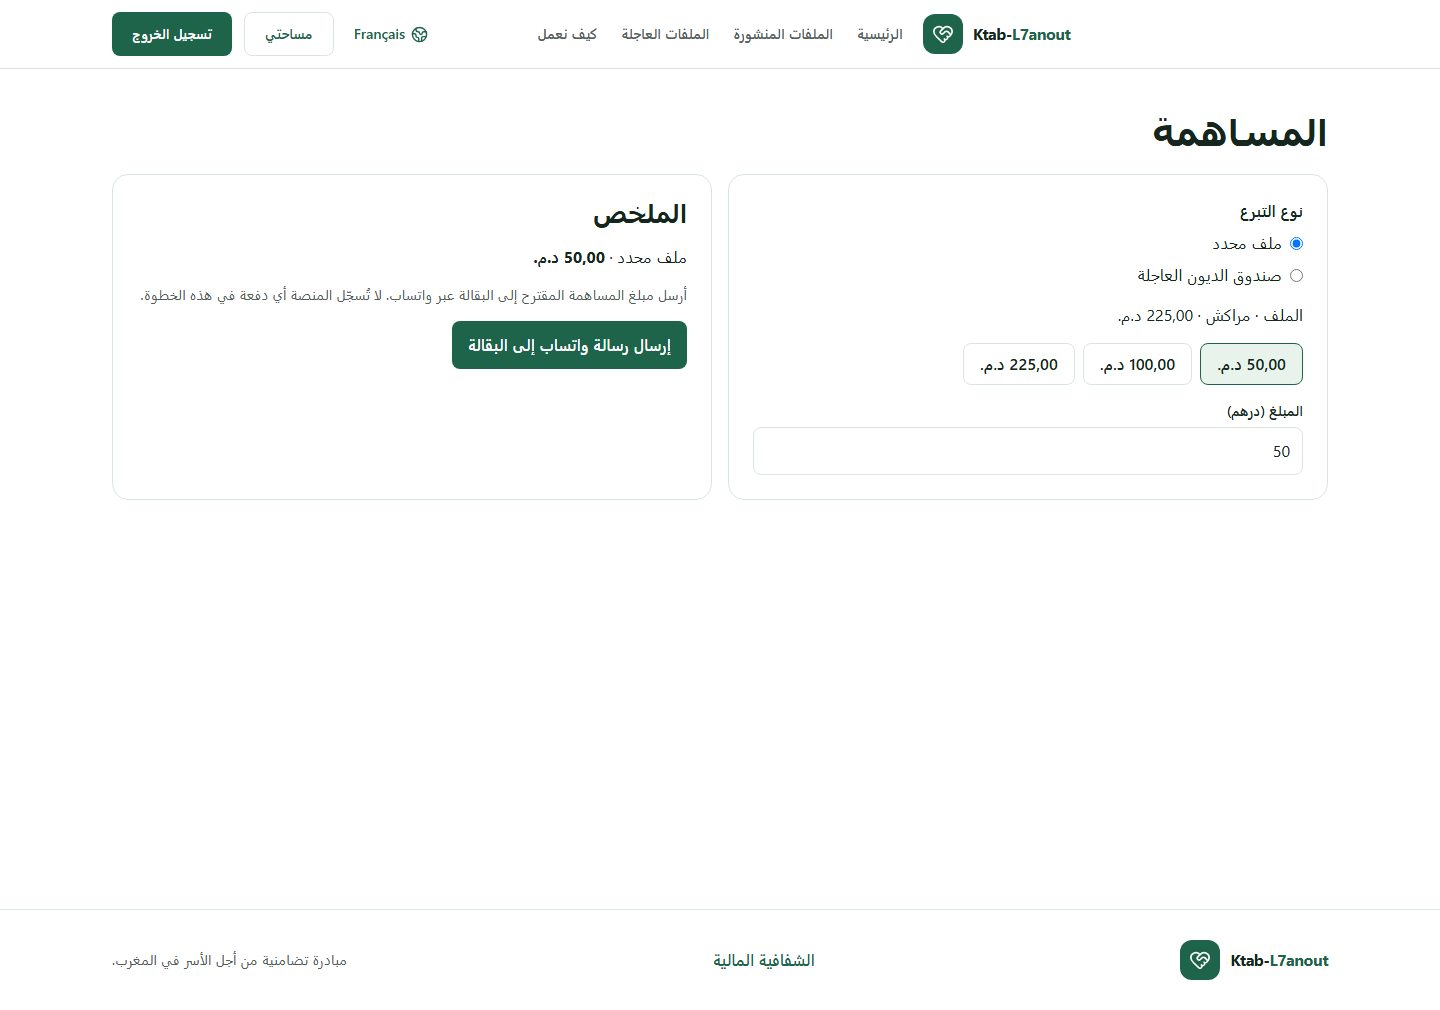 Ktab-L7anout
الرئيسية
الملفات المنشورة
الملفات العاجلة
كيف نعمل
Français
مساحتي
تسجيل الخروج
المساهمة
نوع التبرع
ملف محدد
صندوق الديون العاجلة
الملف · مراكش · 225,00 د.م.
50,00 د.م.
100,00 د.م.
225,00 د.م.
المبلغ (درهم)
50
الملخص
ملف محدد · 50,00 د.م.
أرسل مبلغ المساهمة المقترح إلى البقالة عبر واتساب. لا تُسجّل المنصة أي دفعة في هذه الخطوة.
إرسال رسالة واتساب إلى البقالة
Ktab-L7anout
الشفافية المالية
مبادرة تضامنية من أجل الأسر في المغرب.